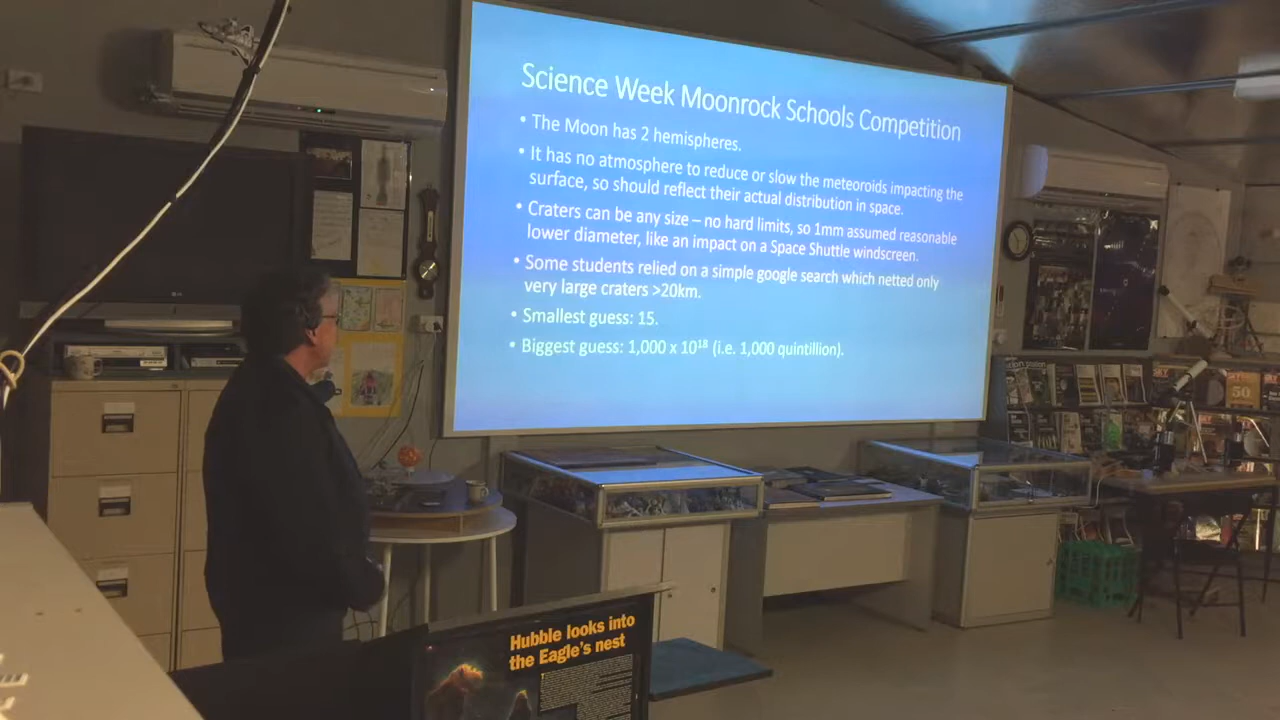 Science Week Moonrock Schools Competition
• The Moon has 2 hemispheres.
• It has no atmosphere to reduce or slow the meteoroids impacting the
surface, so should reflect their actual distribution in space.
• Craters can be any size – no hard limits, so 1mm assumed reasonable
lower diameter, like an impact on a Space Shuttle windscreen.
• Some students relied on a simple google search which netted only
very large craters >20km.
• Smallest guess: 15.
• Biggest guess: 1,000 x 10¹⁸ (i.e. 1,000 quintillion).
Hubble looks into
the Eagle's nest